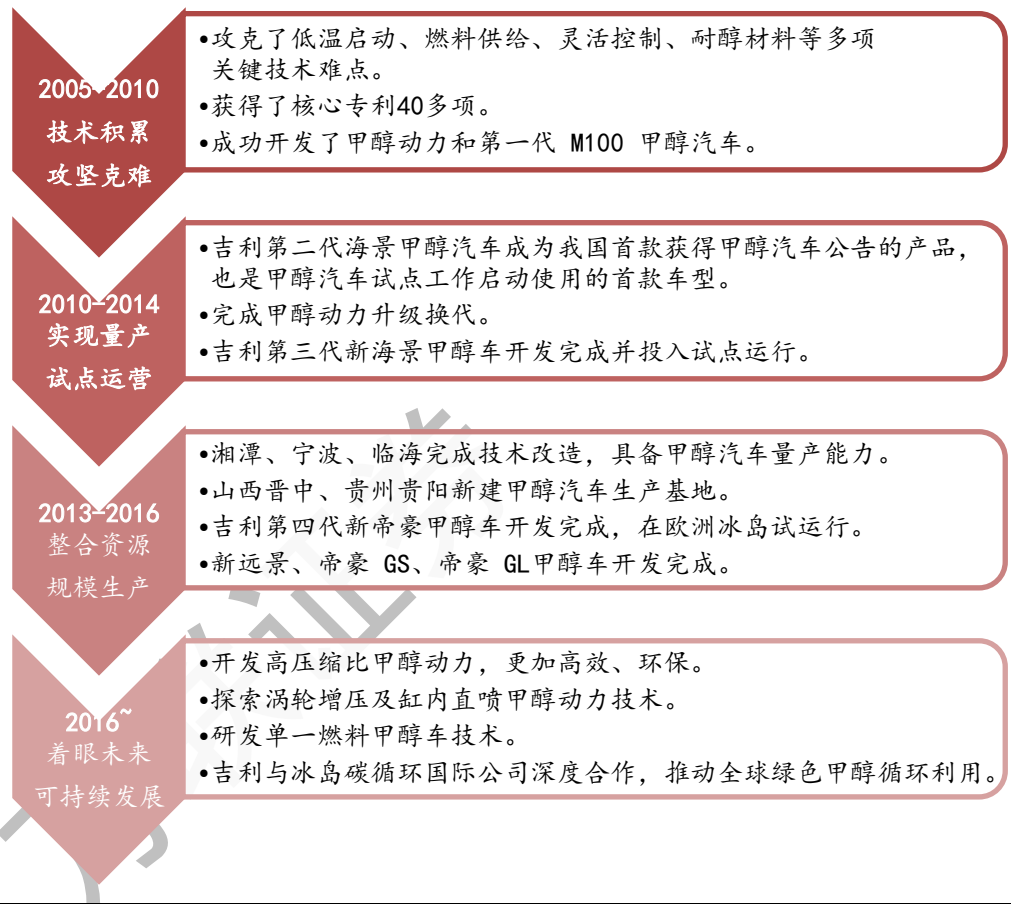 2005-2010
技术积累
攻坚克难
•攻克了低温启动、燃料供给、灵活控制、耐醇材料等多项
关键技术难点。
•获得了核心专利40多项。
•成功开发了甲醇动力和第一代 M100 甲醇汽车。
2010-2014
实现量产
试点运营
•吉利第二代海景甲醇汽车成为我国首款获得甲醇汽车公告的产品，
也是甲醇汽车试点工作启动使用的首款车型。
•完成甲醇动力升级换代。
•吉利第三代新海景甲醇车开发完成并投入试点运行。
2013-2016
整合资源
规模生产
•湘潭、宁波、临海完成技术改造，具备甲醇汽车量产能力。
•山西晋中、贵州贵阳新建甲醇汽车生产基地。
•吉利第四代新帝豪甲醇车开发完成，在欧洲冰岛试运行。
•新远景、帝豪 GS、帝豪 GL甲醇车开发完成。
2016~
着眼未来
可持续发展
•开发高压缩比甲醇动力，更加高效、环保。
•探索涡轮增压及缸内直喷甲醇动力技术。
•研发单一燃料甲醇车技术。
•吉利与冰岛碳循环国际公司深度合作，推动全球绿色甲醇循环利用。